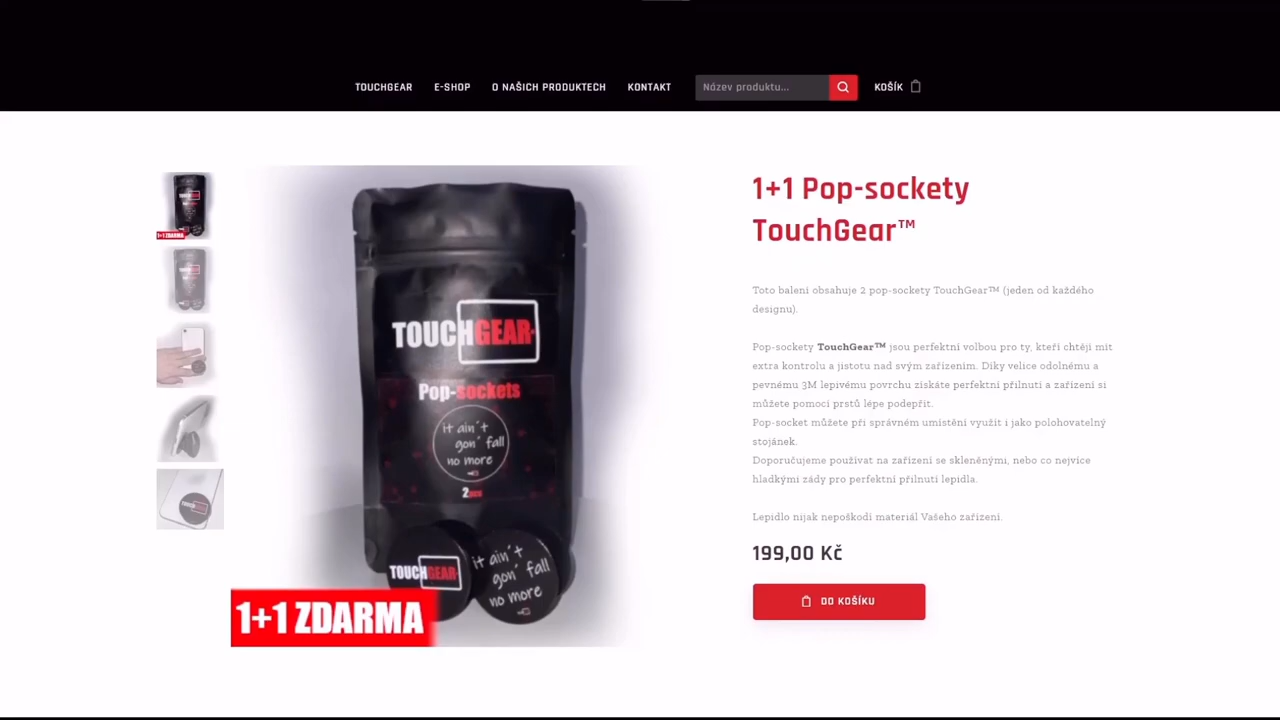 TOUCHGEAR E-SHOP O NAŠICH PRODUKTECH KONTAKT Název produktu... KOŠÍK
1+1 ZDARMA
TOUCHGEAR
Pop-sockets
it ain´t
gon´ fall
no more
2pcs
TOUCHGEAR
it ain´t
gon´ fall
no more
1+1 ZDARMA
1+1 Pop-sockety
TouchGear™
Toto balení obsahuje 2 pop-sockety TouchGear™ (jeden od každého
designu).
Pop-sockety TouchGear™ jsou perfektní volbou pro ty, kteří chtějí mít
extra kontrolu a jistotu nad svým zařízením. Díky velice odolnému a
pevnému 3M lepivému povrchu získáte perfektní přilnutí a zařízení si
můžete pomocí prstů lépe podepřít.
Pop-socket můžete při správném umístění využít i jako polohovatelný
stojánek.
Doporučujeme používat na zařízení se skleněnými, nebo co nejvíce
hladkými zády pro perfektní přilnutí lepidla.
Lepidlo nijak nepoškodí materiál Vašeho zařízení.
199,00 Kč
DO KOŠÍKU